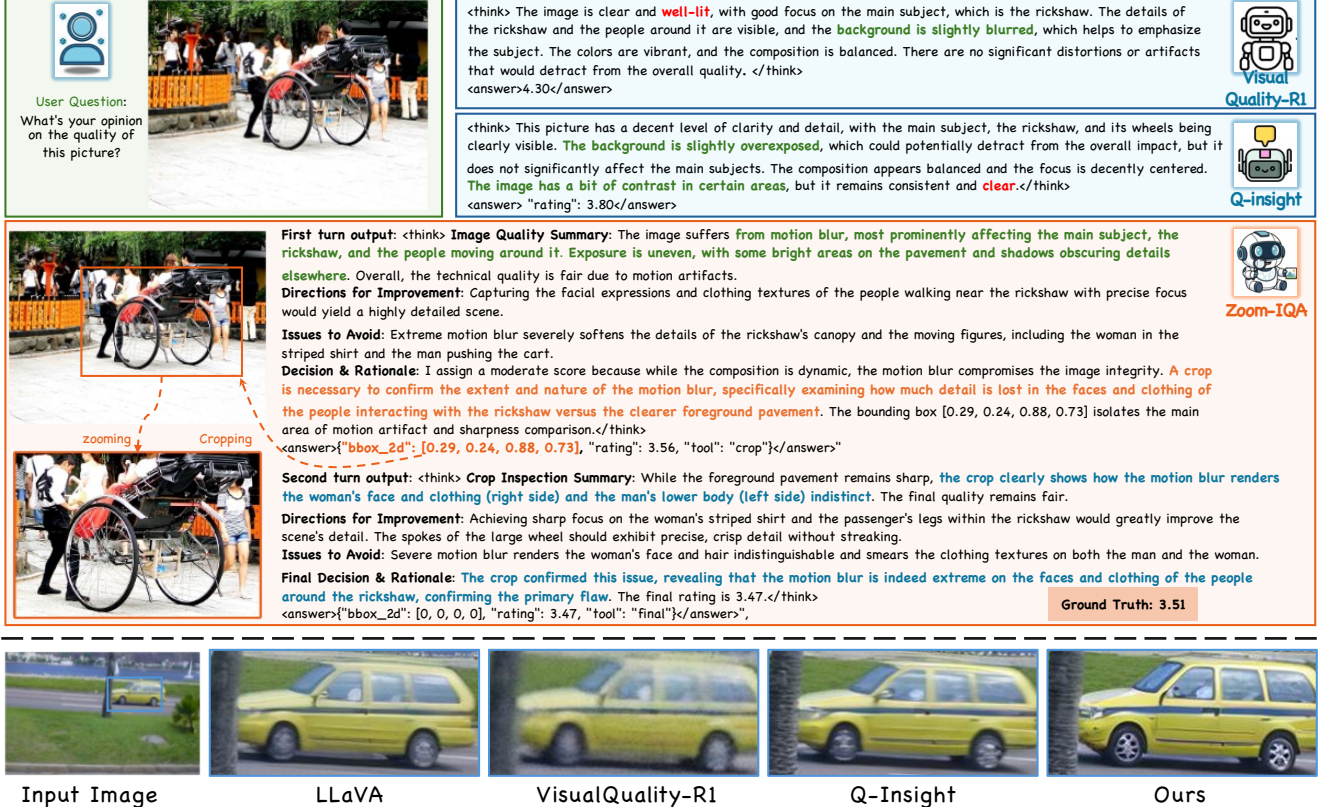 User Question:
What's your opinion
on the quality of
this picture?
<think> The image is clear and well-lit, with good focus on the main subject, which is the rickshaw. The details of
the rickshaw and the people around it are visible, and the background is slightly blurred, which helps to emphasize
the subject. The colors are vibrant, and the composition is balanced. There are no significant distortions or artifacts
that would detract from the overall quality. </think>
<answer>4.30</answer>
Visual
Quality-R1
<think> This picture has a decent level of clarity and detail, with the main subject, the rickshaw, and its wheels being
clearly visible. The background is slightly overexposed, which could potentially detract from the overall impact, but it
does not significantly affect the main subjects. The composition appears balanced and the focus is decently centered.
The image has a bit of contrast in certain areas, but it remains consistent and clear.</think>
<answer> "rating": 3.80</answer>
Q-insight
First turn output: <think> Image Quality Summary: The image suffers from motion blur, most prominently affecting the main subject, the
rickshaw, and the people moving around it. Exposure is uneven, with some bright areas on the pavement and shadows obscuring details
elsewhere. Overall, the technical quality is fair due to motion artifacts.
Directions for Improvement: Capturing the facial expressions and clothing textures of the people walking near the rickshaw with precise focus
would yield a highly detailed scene.
Issues to Avoid: Extreme motion blur severely softens the details of the rickshaw's canopy and the moving figures, including the woman in the
striped shirt and the man pushing the cart.
Decision & Rationale: I assign a moderate score because while the composition is dynamic, the motion blur compromises the image integrity. A crop
is necessary to confirm the extent and nature of the motion blur, specifically examining how much detail is lost in the faces and clothing of
the people interacting with the rickshaw versus the clearer foreground pavement. The bounding box [0.29, 0.24, 0.88, 0.73] isolates the main
area of motion artifact and sharpness comparison.</think>
<answer>{"bbox_2d": [0.29, 0.24, 0.88, 0.73], "rating": 3.56, "tool": "crop"}</answer>"
Zoom-IQA
zooming
Cropping
Second turn output: <think> Crop Inspection Summary: While the foreground pavement remains sharp, the crop clearly shows how the motion blur renders
the woman's face and clothing (right side) and the man's lower body (left side) indistinct. The final quality remains fair.
Directions for Improvement: Achieving sharp focus on the woman's striped shirt and the passenger's legs within the rickshaw would greatly improve the
scene's detail. The spokes of the large wheel should exhibit precise, crisp detail without streaking.
Issues to Avoid: Severe motion blur renders the woman's face and hair indistinguishable and smears the clothing textures on both the man and the woman.
Final Decision & Rationale: The crop confirmed this issue, revealing that the motion blur is indeed extreme on the faces and clothing of the people
around the rickshaw, confirming the primary flaw. The final rating is 3.47.</think>
<answer>{"bbox_2d": [0, 0, 0, 0], "rating": 3.47, "tool": "final"}</answer>",
Ground Truth: 3.51
Input Image
LLaVA
VisualQuality-R1
Q-Insight
Ours